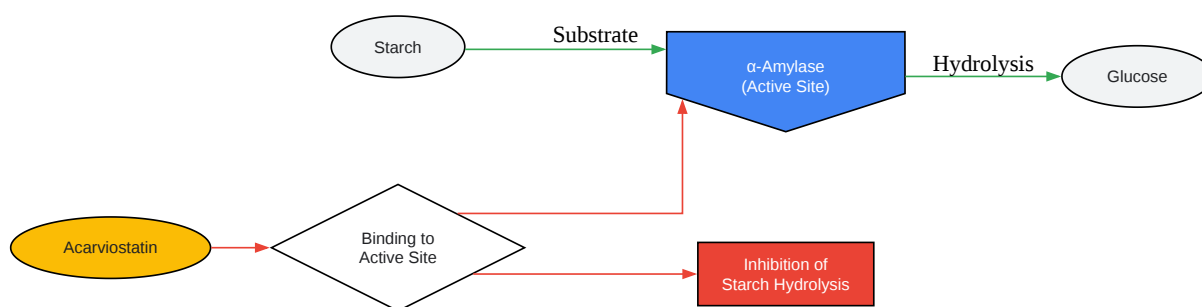 Starch
Substrate
α-Amylase
(Active Site)
Hydrolysis
Glucose
Acarviostatin
Binding to
Active Site
Inhibition of
Starch Hydrolysis